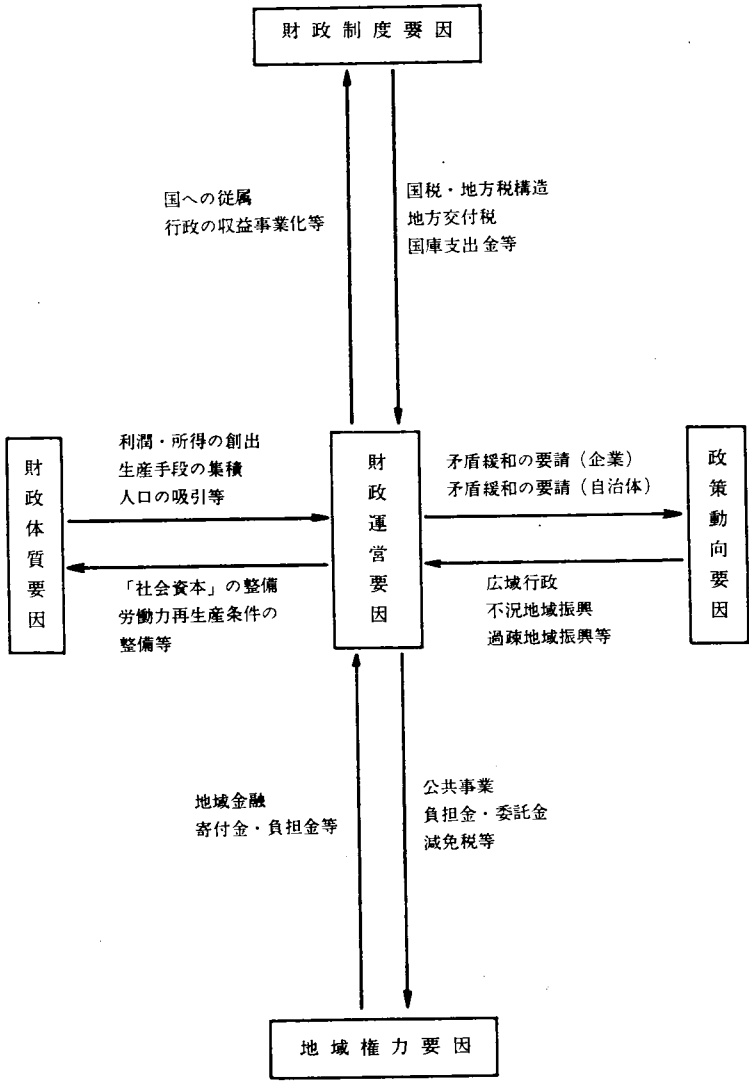 財政制度要因
国への従属
行政の収益事業化等
国税・地方税構造
地方交付税
国庫支出金等
財政体質要因
利潤・所得の創出
生産手段の集積
人口の吸引等
「社会資本」の整備
労働力再生産条件の
整備等
財政運営要因
矛盾緩和の要請（企業）
矛盾緩和の要請（自治体）
広域行政
不況地域振興
過疎地域振興等
政策動向要因
地域金融
寄付金・負担金等
公共事業
負担金・委託金
減免税等
地域権力要因